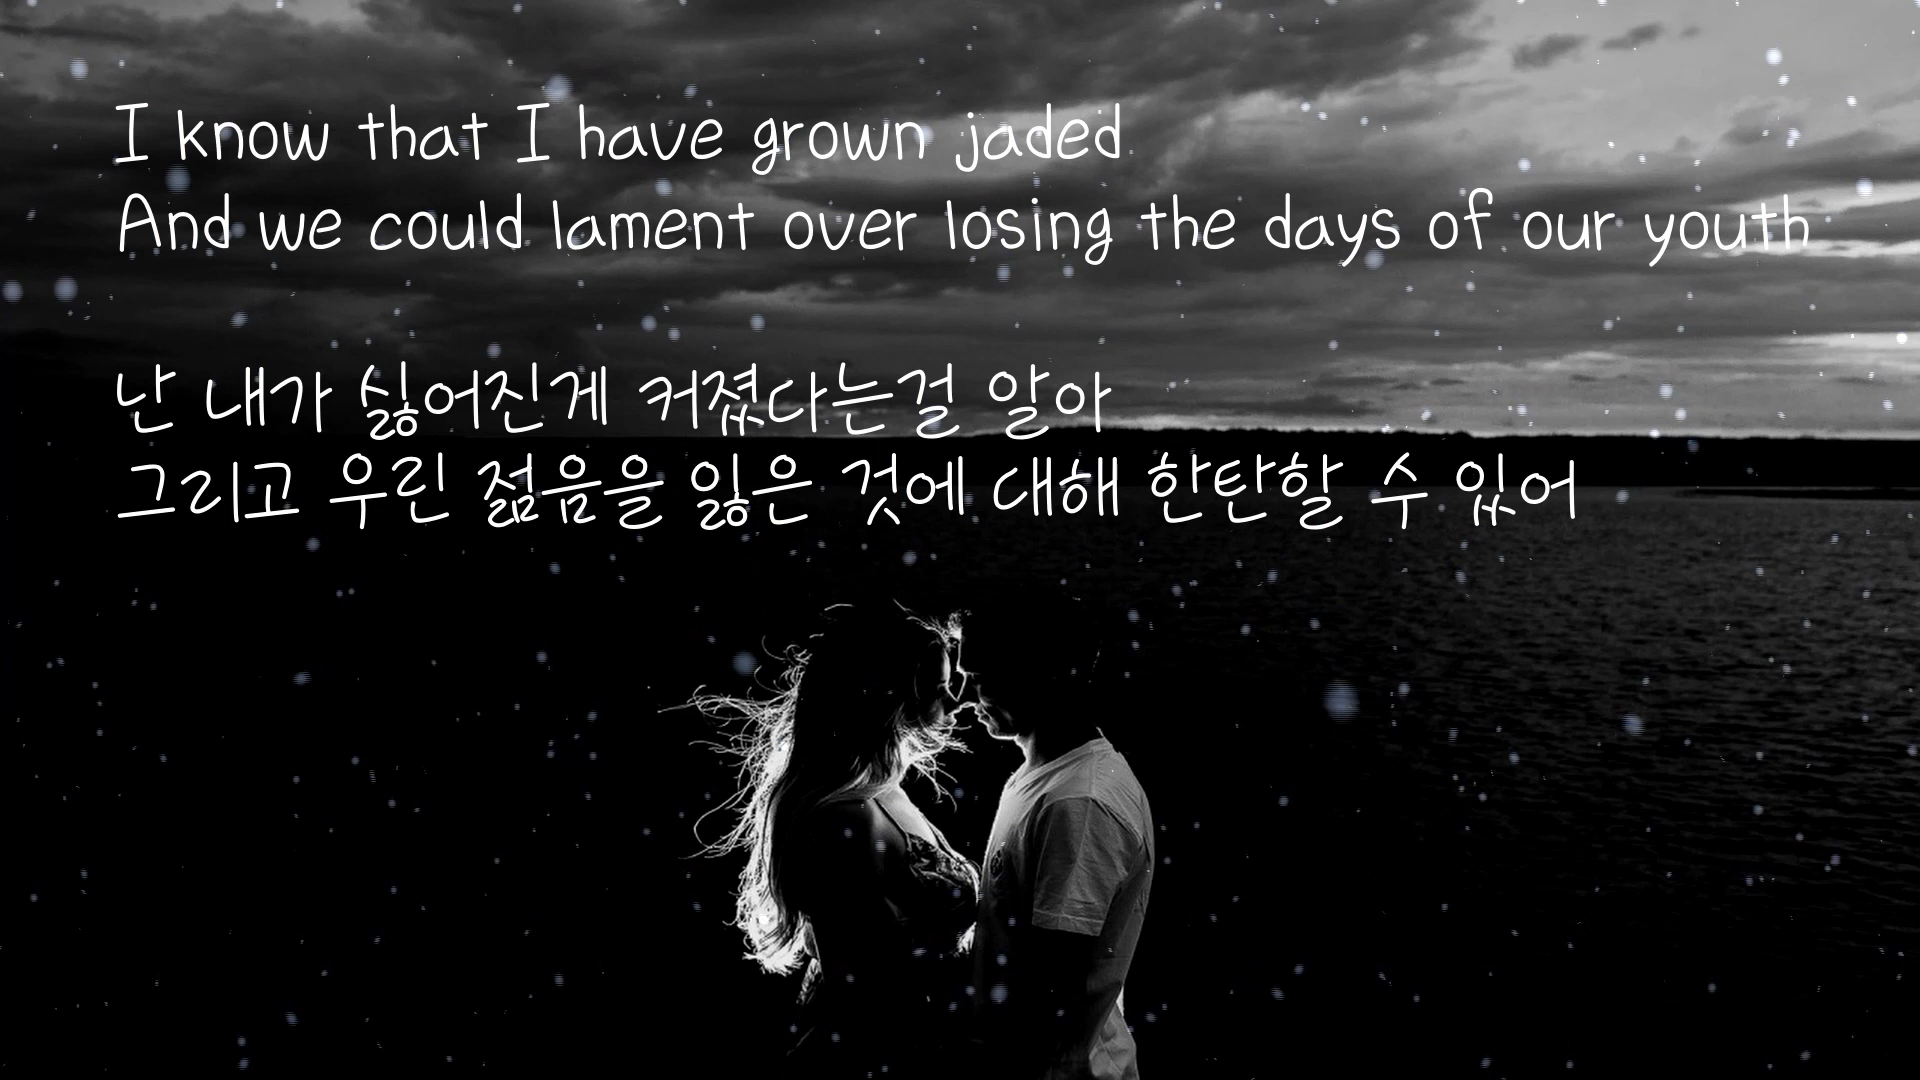 I know that I have grown jaded
And we could lament over losing the days of our youth
난 내가 싫어진게 커졌다는걸 알아
그리고 우린 젊음을 잃은 것에 대해 한탄할 수 있어